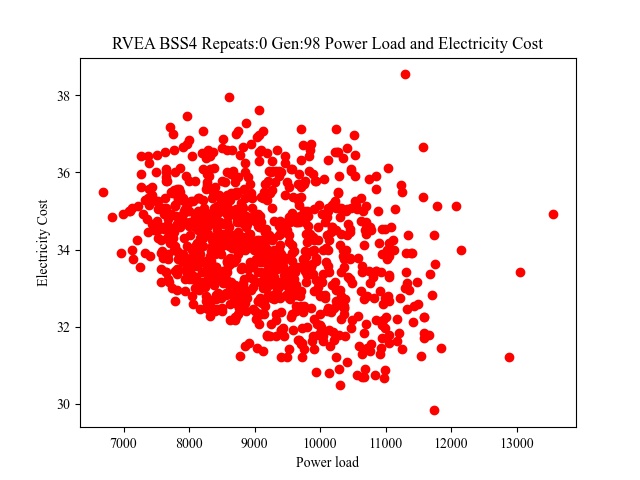 RVEA BSS4 Repeats:0 Gen:98 Power Load and Electricity Cost
38
36
34
32
30
Electricity Cost
7000 8000 9000 10000 11000 12000 13000
Power load